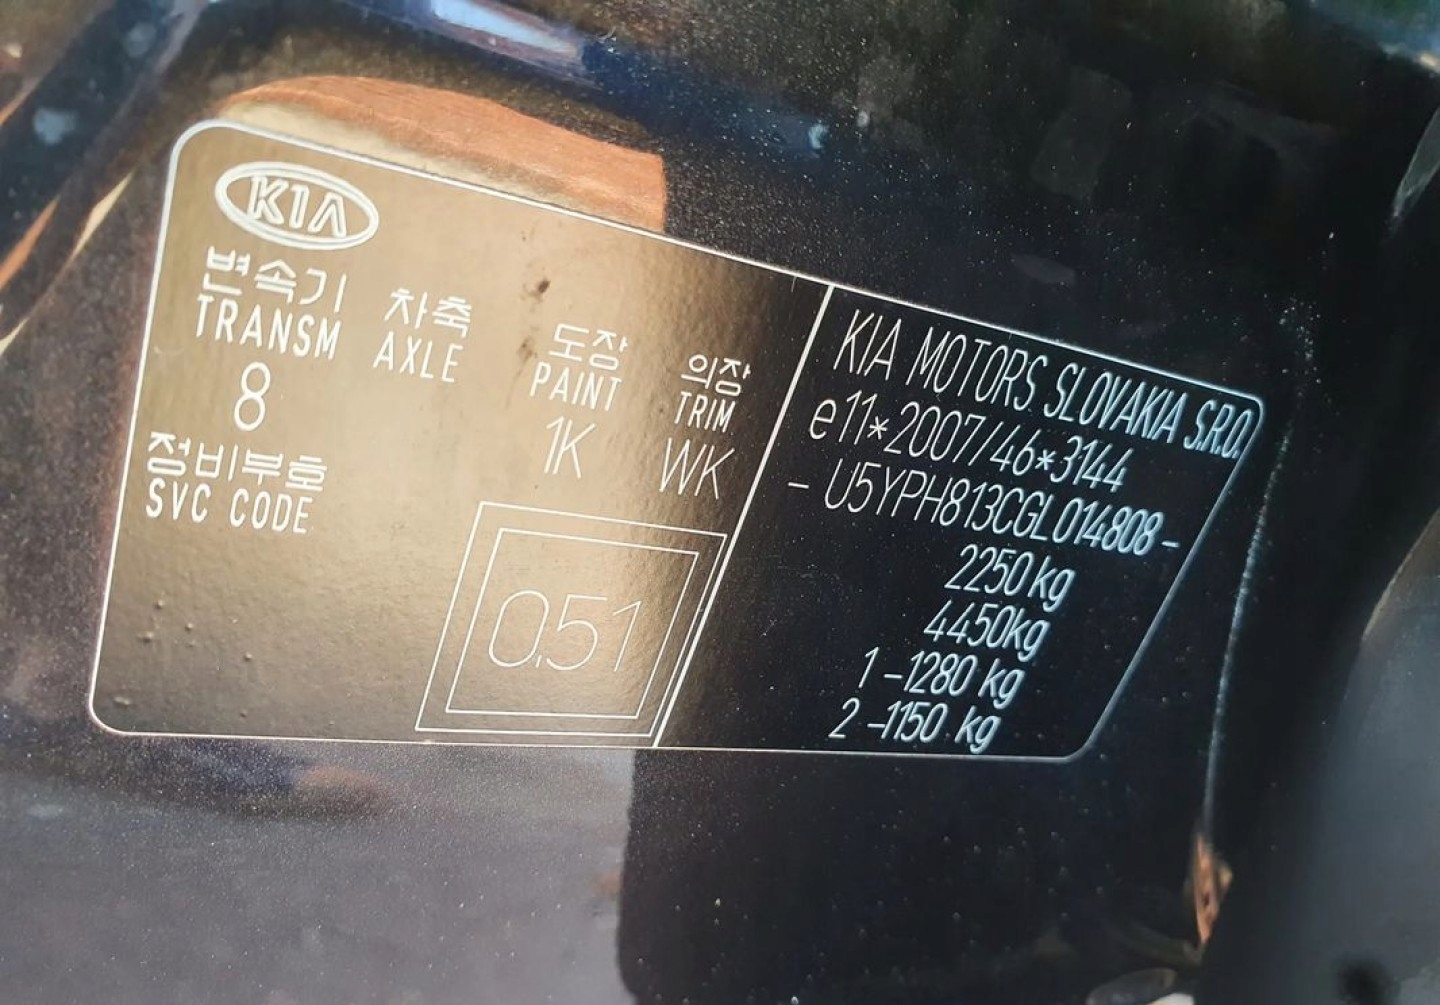 KIA
변속기 차축 도장 의장
TRANSM AXLE PAINT TRIM
8 1K WK
정비부호
SVC CODE
0.51
KIA MOTORS SLOVAKIA S.R.O.
e11*2007/46*3144
- U5YPH813CGL014808 -
2250kg
4450kg
1 -1280 kg
2 -1150 kg